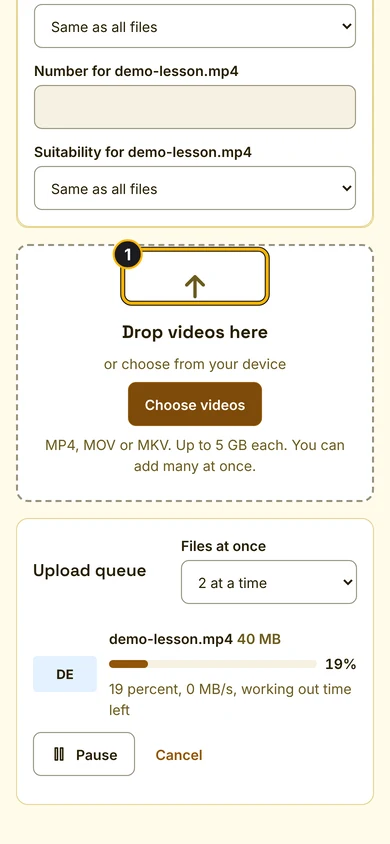 Same as all files
Number for demo-lesson.mp4
Suitability for demo-lesson.mp4
Same as all files
1
Drop videos here
or choose from your device
Choose videos
MP4, MOV or MKV. Up to 5 GB each. You can
add many at once.
Files at once
Upload queue
2 at a time
demo-lesson.mp4 40 MB
DE
19%
19 percent, 0 MB/s, working out time
left
Pause
Cancel